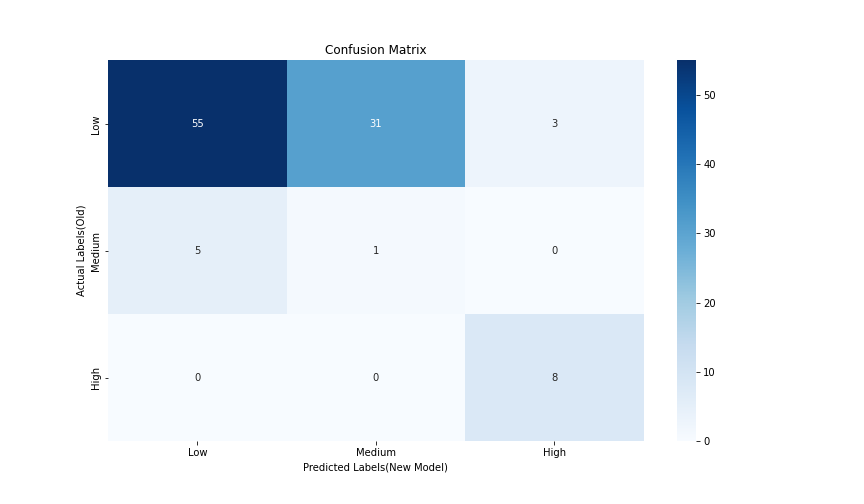 Confusion Matrix
Actual Labels(Old)
Low
Medium
High
55 31 3
5 1 0
0 0 8
Low Medium High
Predicted Labels(New Model)
50
40
30
20
10
0